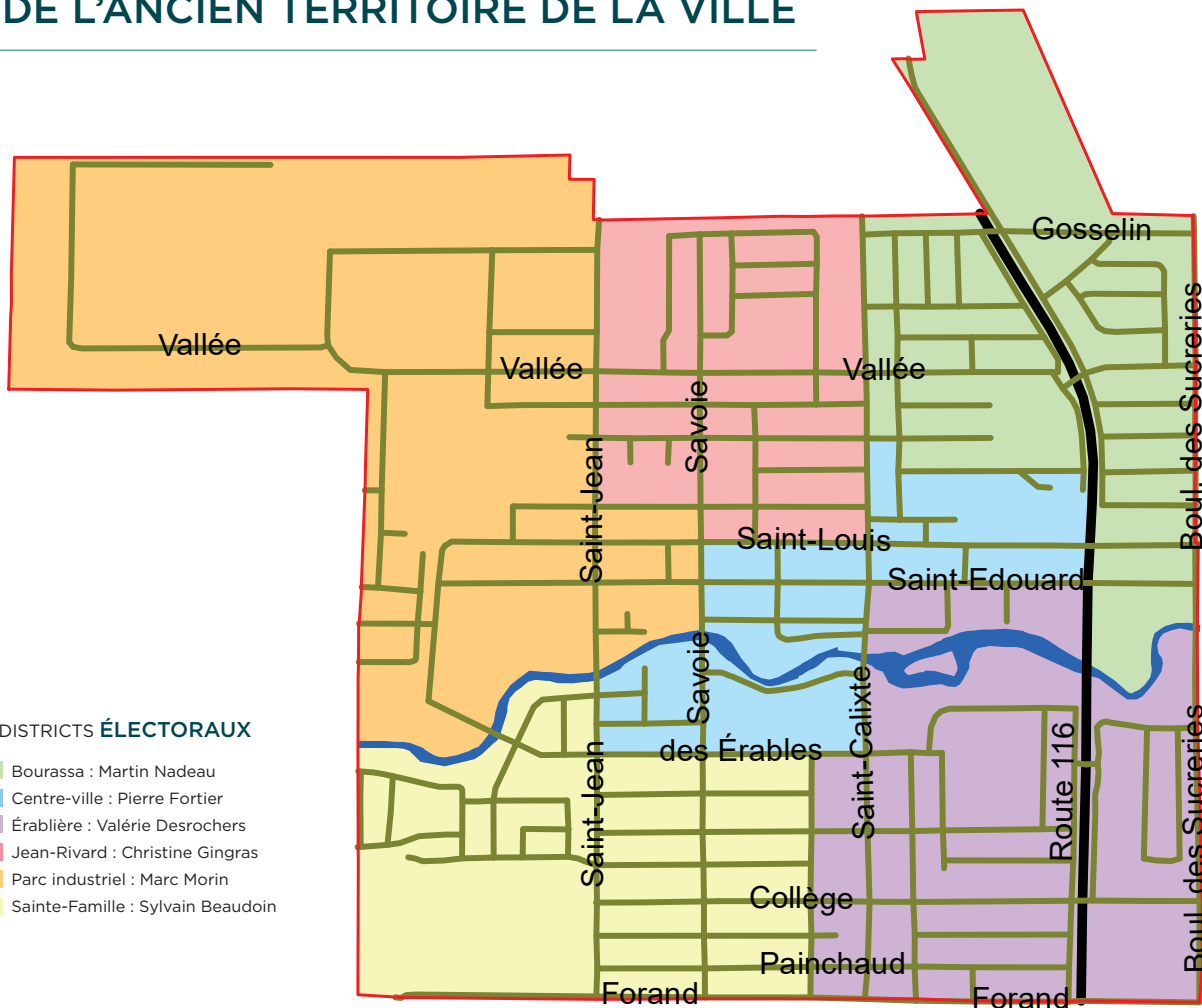 DE L'ANCIEN TERRITOIRE DE LA VILLE
Gosselin
Vallée
Vallée
Vallée
Boul. des Sucreries
Savoie
Saint-Jean
Saint-Louis
Saint-Edouard
Savoie
Saint-Calixte
des Érables
Route 116
Boul. des Sucreries
Saint-Jean
Collège
Painchaud
Forand
Forand
DISTRICTS ÉLECTORAUX
Bourassa : Martin Nadeau
Centre-ville : Pierre Fortier
Érablière : Valérie Desrochers
Jean-Rivard : Christine Gingras
Parc industriel : Marc Morin
Sainte-Famille : Sylvain Beaudoin